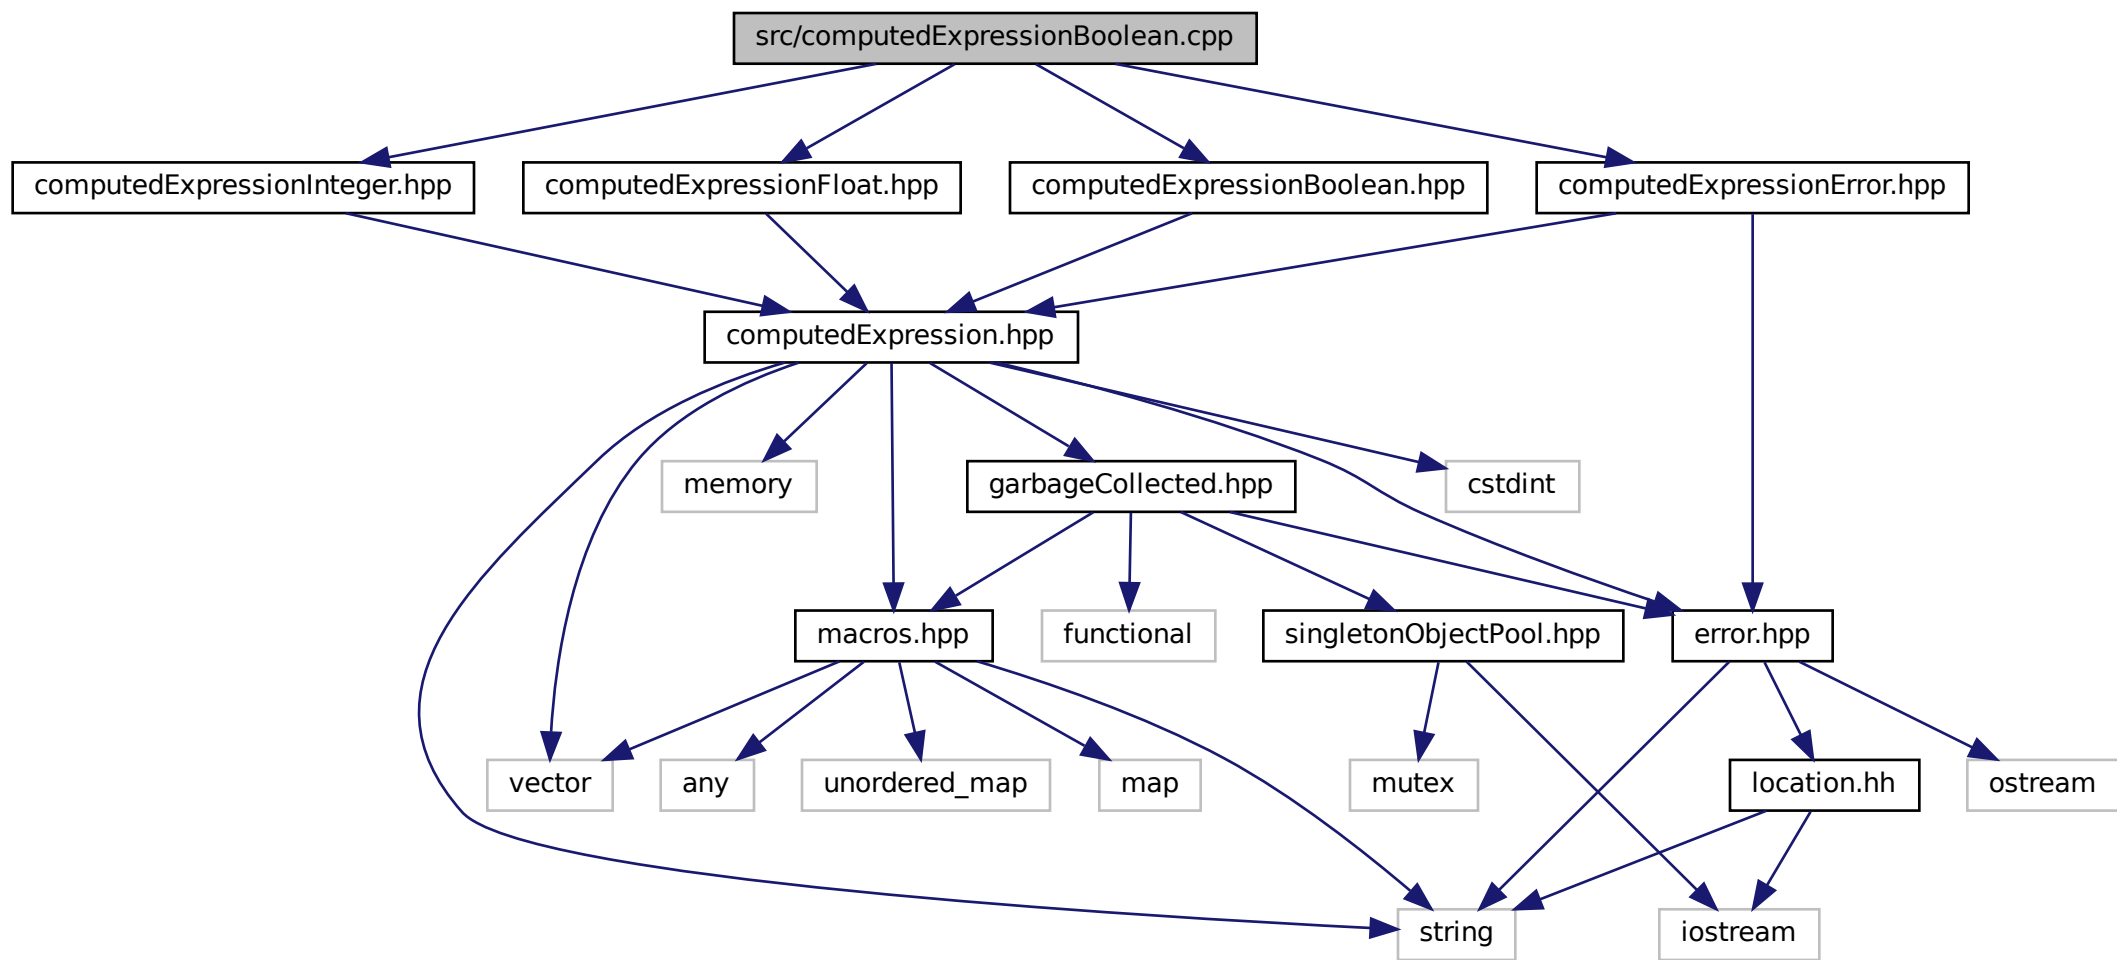 src/computedExpressionBoolean.cpp
computedExpressionInteger.hpp
computedExpressionFloat.hpp
computedExpressionBoolean.hpp
computedExpressionError.hpp
computedExpression.hpp
memory
garbageCollected.hpp
cstdint
macros.hpp
functional
singletonObjectPool.hpp
error.hpp
vector
any
unordered_map
map
mutex
location.hh
ostream
string
iostream